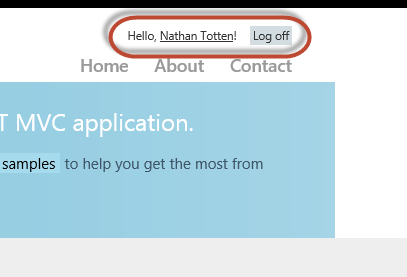 Hello, Nathan Totten! Log off
Home About Contact
T MVC application.
samples to help you get the most from